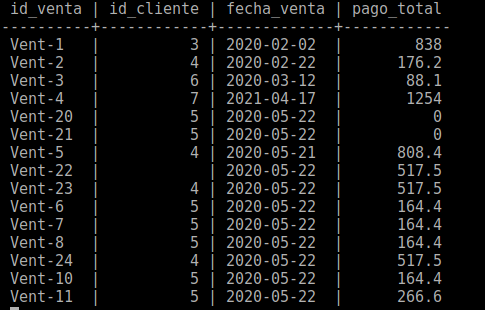 id_venta | id_cliente | fecha_venta | pago_total
---------+------------+-------------+------------
Vent-1 | 3 | 2020-02-02 | 838
Vent-2 | 4 | 2020-02-22 | 176.2
Vent-3 | 6 | 2020-03-12 | 88.1
Vent-4 | 7 | 2021-04-17 | 1254
Vent-20 | 5 | 2020-05-22 | 0
Vent-21 | 5 | 2020-05-22 | 0
Vent-5 | 4 | 2020-05-21 | 808.4
Vent-22 | | 2020-05-22 | 517.5
Vent-23 | 4 | 2020-05-22 | 517.5
Vent-6 | 5 | 2020-05-22 | 164.4
Vent-7 | 5 | 2020-05-22 | 164.4
Vent-8 | 5 | 2020-05-22 | 164.4
Vent-24 | 4 | 2020-05-22 | 517.5
Vent-10 | 5 | 2020-05-22 | 164.4
Vent-11 | 5 | 2020-05-22 | 266.6